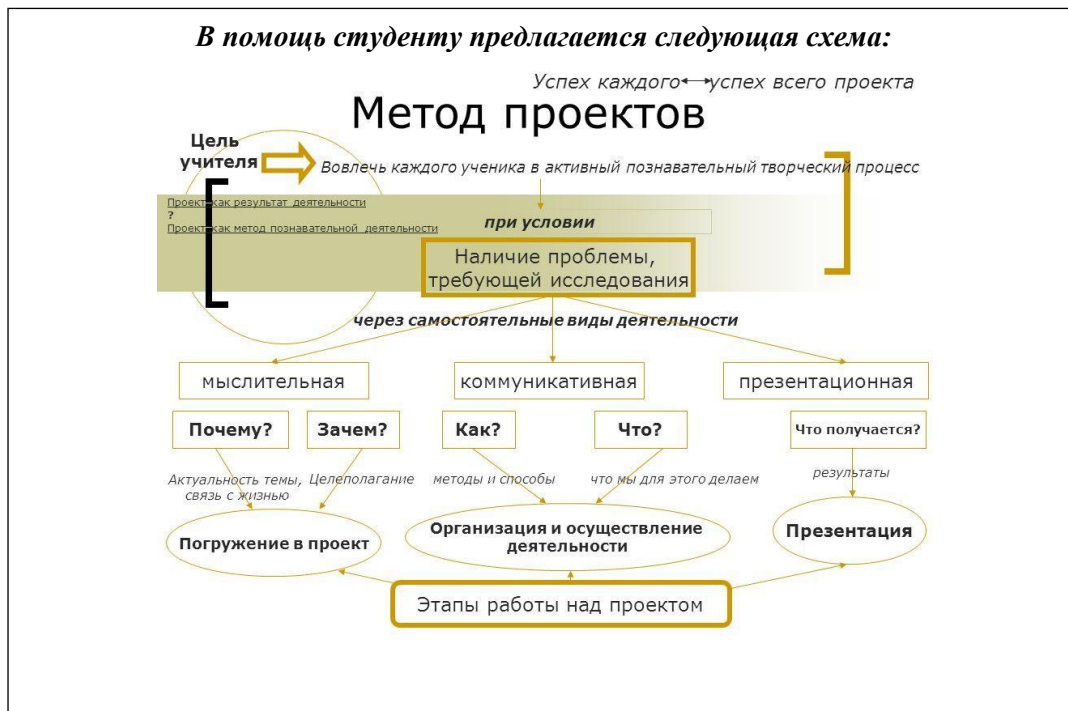 В помощь студенту предлагается следующая схема:
Успех каждого↔успех всего проекта
Метод проектов
Цель
учителя
Вовлечь каждого ученика в активный познавательный творческий процесс
Проект как результат деятельности
?
Проект как метод познавательной деятельности
при условии
Наличие проблемы,
требующей исследования
через самостоятельные виды деятельности
мыслительная
коммуникативная
презентационная
Почему?
Зачем?
Как?
Что?
Что получается?
Актуальность темы,
связь с жизнью
Целеполагание
методы и способы
что мы для этого делаем
результаты
Погружение в проект
Организация и осуществление
деятельности
Презентация
Этапы работы над проектом